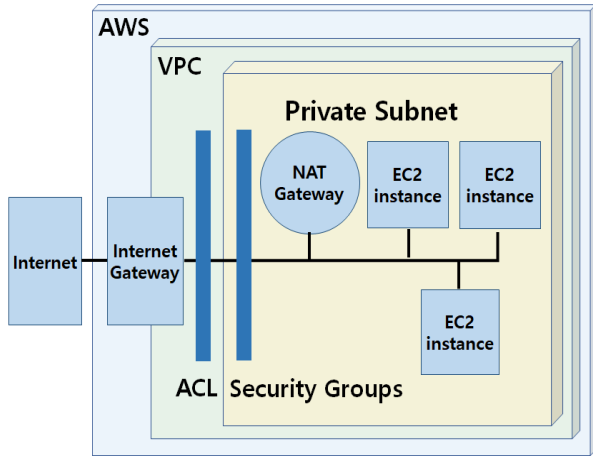 AWS
VPC
Private Subnet
NAT
Gateway
EC2
instance
EC2
instance
Internet
Internet
Gateway
EC2
instance
ACL
Security Groups